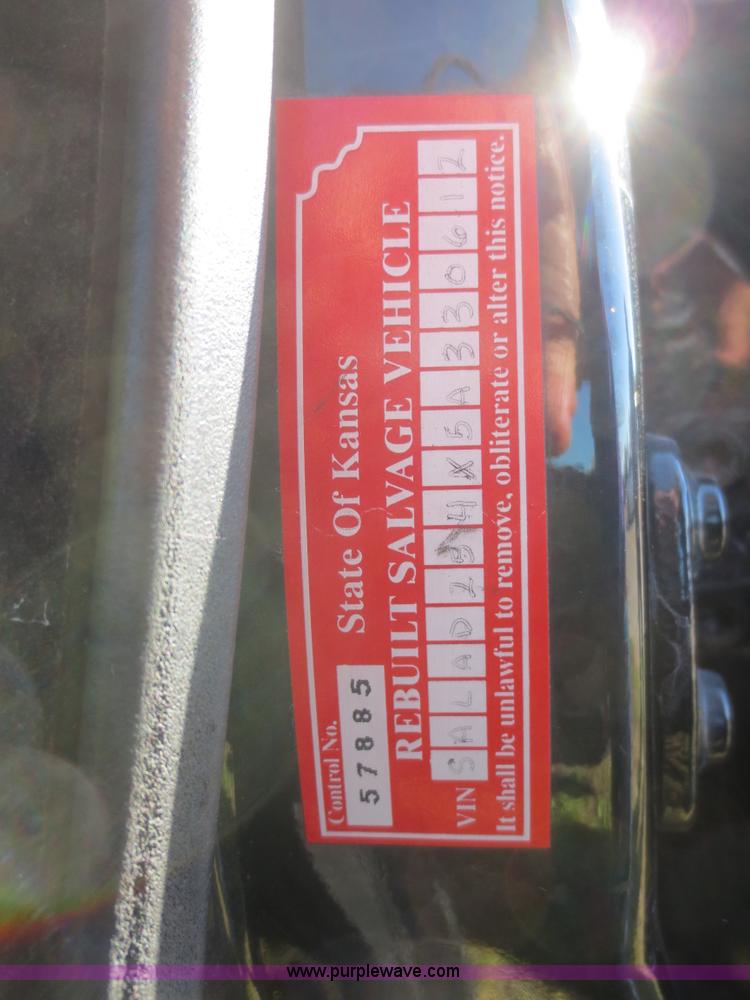 Control No.
57885 State Of Kansas
REBUILT SALVAGE VEHICLE
VIN SALAD254X5A330612
It shall be unlawful to remove, obliterate or alter this notice.
www.purplewave.com